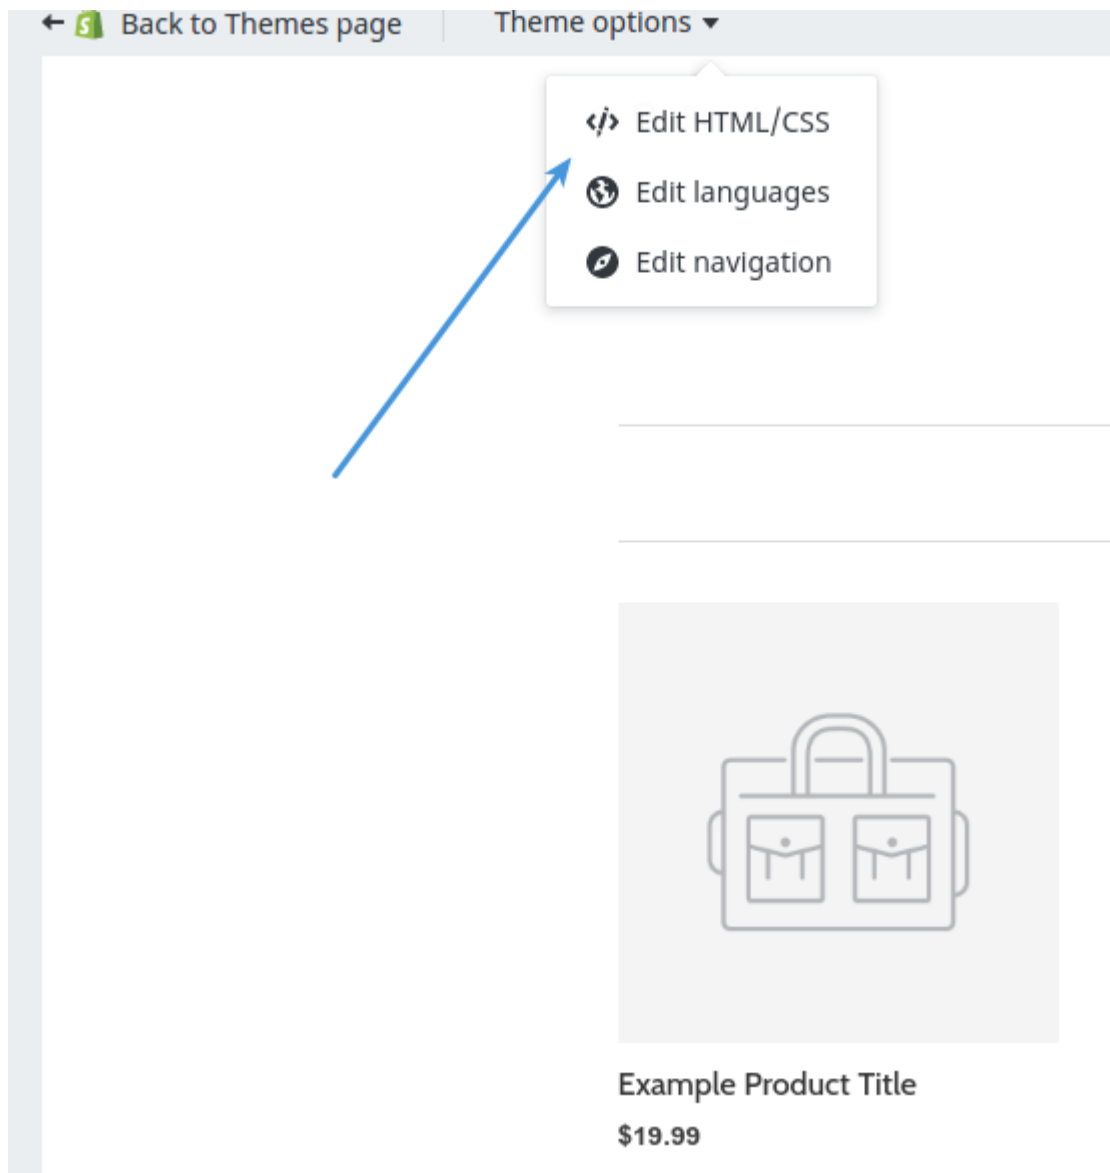 Back to Themes page
Theme options
Edit HTML/CSS
Edit languages
Edit navigation
Example Product Title
$19.99